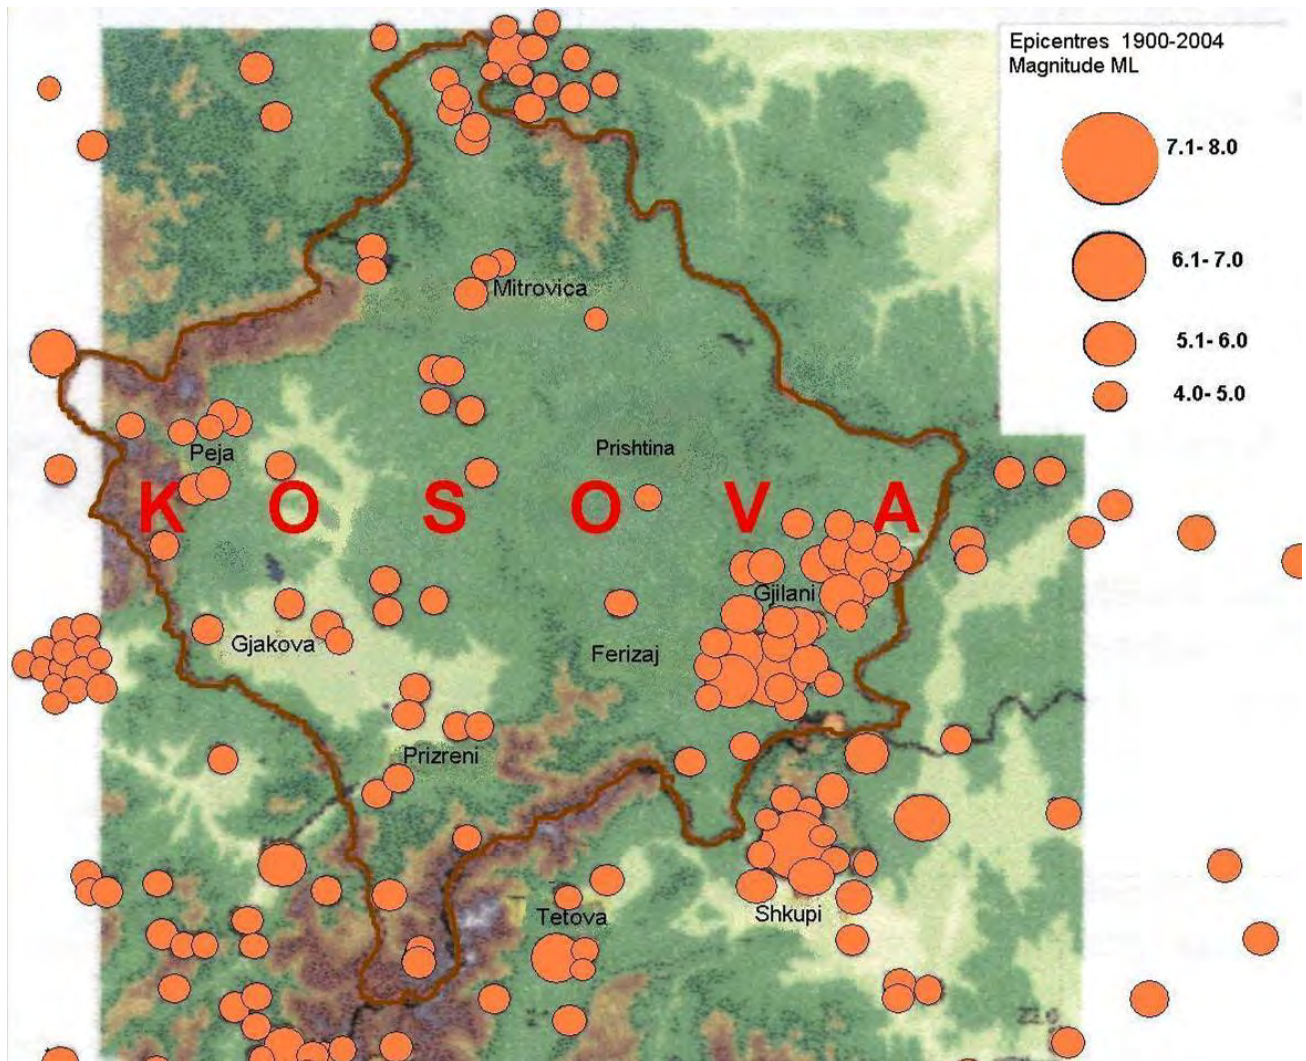 Epicentres 1900-2004
Magnitude ML
7.1- 8.0
6.1- 7.0
5.1- 6.0
4.0- 5.0
Mitrovica
Peja
Prishtina
K O S O V A
Gjilani
Gjakova
Ferizaj
Prizreni
Tetova
Shkupi